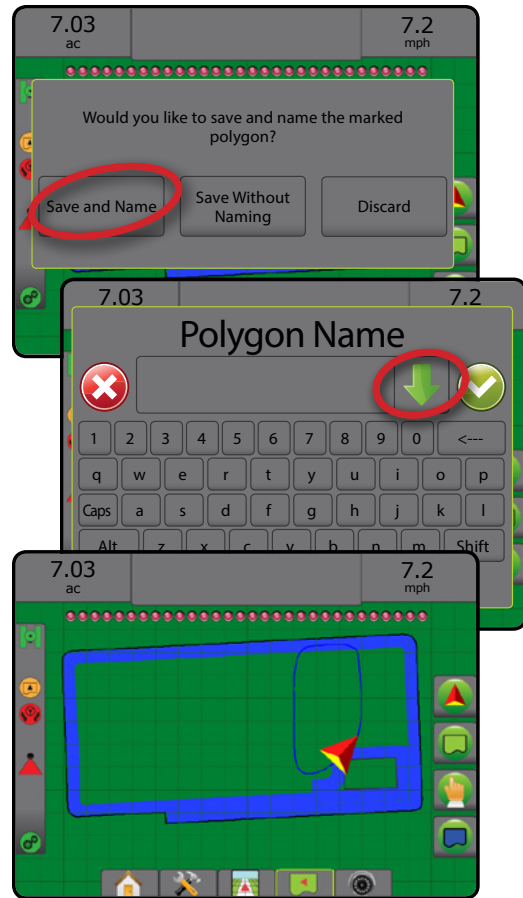 7.03 7.2
ac mph
Would you like to save and name the marked
polygon?
Save and Name
Save Without
Naming
Discard
7.03 7.2
Polygon Name
1 2 3 4 5 6 7 8 9 0 <---
q w e r t y u i o p
Caps a s d f g h j k l
Alt z x c v b n m Shift
7.03 7.2
ac mph